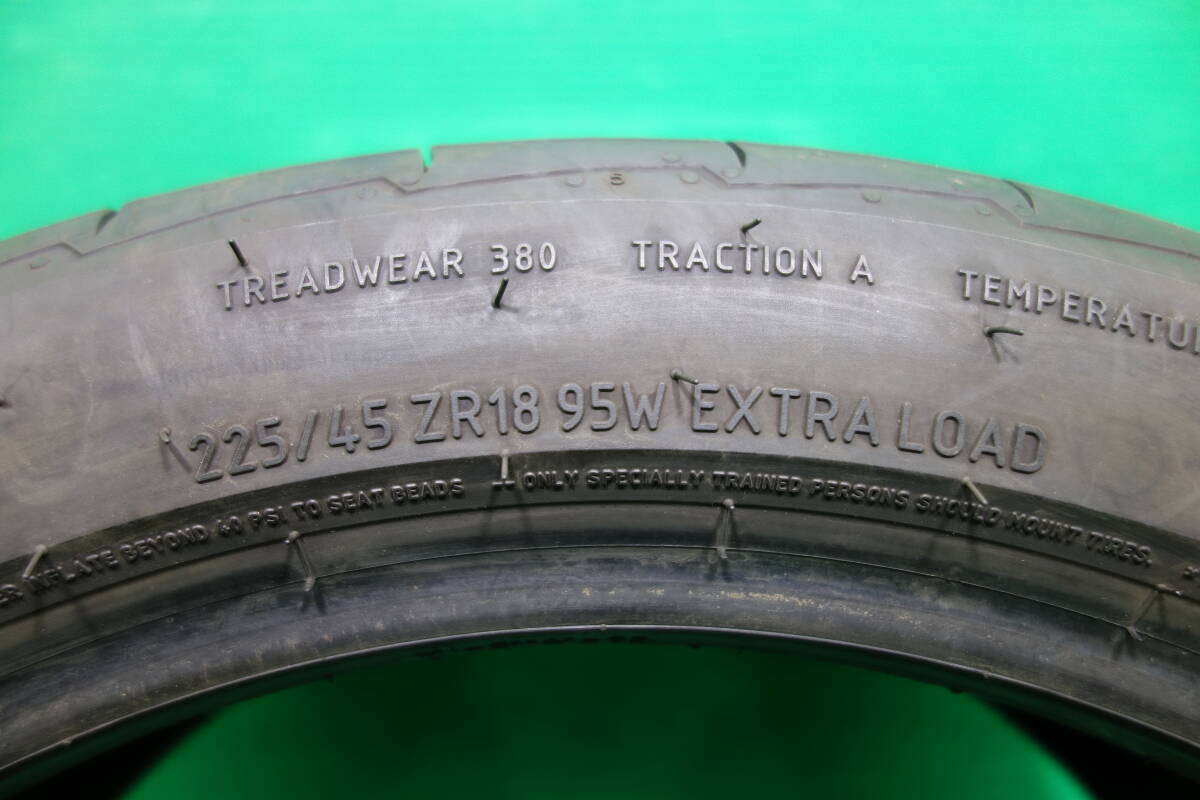 TREADWEAR 380 TRACTION A TEMPERATU
225/45 ZR18 95W EXTRA LOAD
ER INFLATE BEYOND 40 PSI TO SEAT BEADS ONLY SPECIALLY TRAINED PERSONS SHOULD MOUNT TIRES.